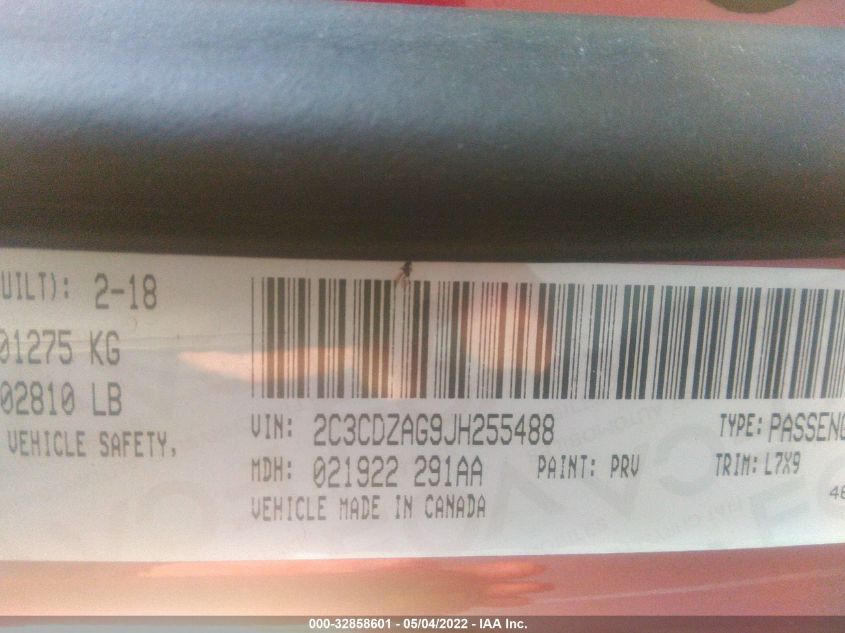 UILT): 2-18
01275 KG
02810 LB
VEHICLE SAFETY,
VIN: 2C3CDZAG9JH255488
TYPE: PASSENG
MDH: 021922 291AA
PAINT: PRV
TRIM: L7X9
48
VEHICLE MADE IN CANADA
000-32858601 - 05/04/2022 - IAA Inc.